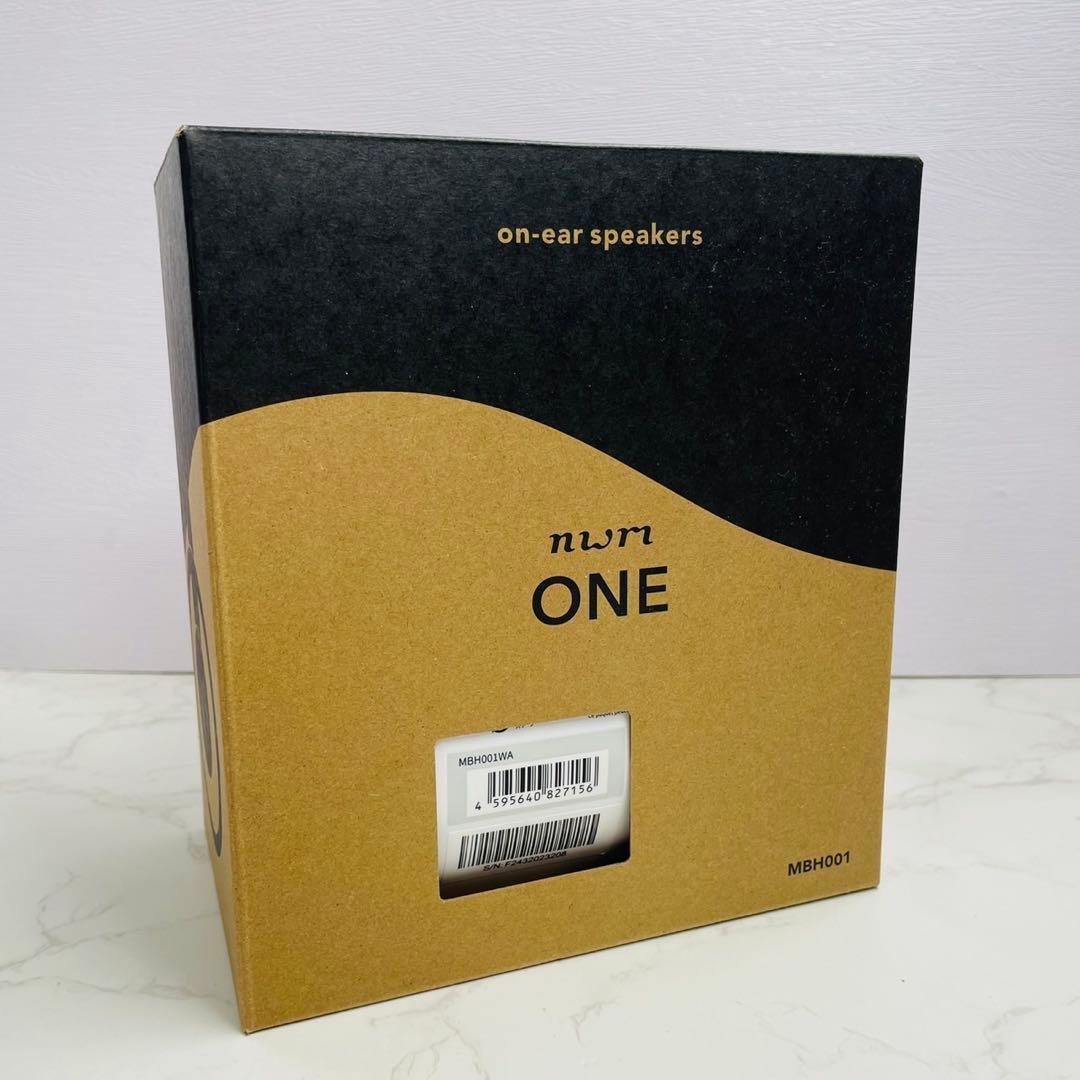 on-ear speakers
nwm
ONE
MBH001WA
4 595640 827156
S/N. F2432023208
MBH001